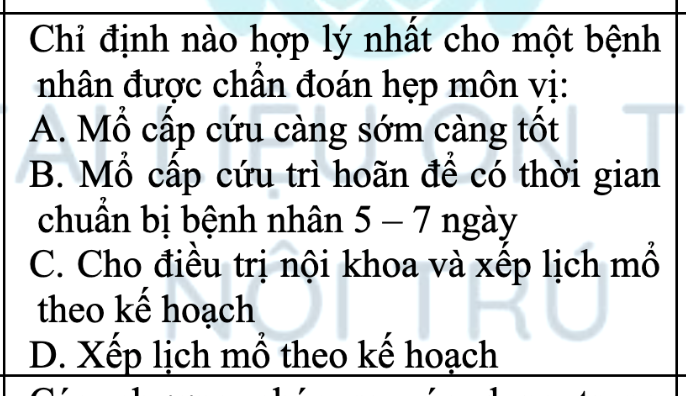 Chỉ định nào hợp lý nhất cho một bệnh
nhân được chẩn đoán hẹp môn vị:
A. Mổ cấp cứu càng sớm càng tốt
B. Mổ cấp cứu trì hoãn để có thời gian
chuẩn bị bệnh nhân 5 – 7 ngày
C. Cho điều trị nội khoa và xếp lịch mổ
theo kế hoạch
D. Xếp lịch mổ theo kế hoạch